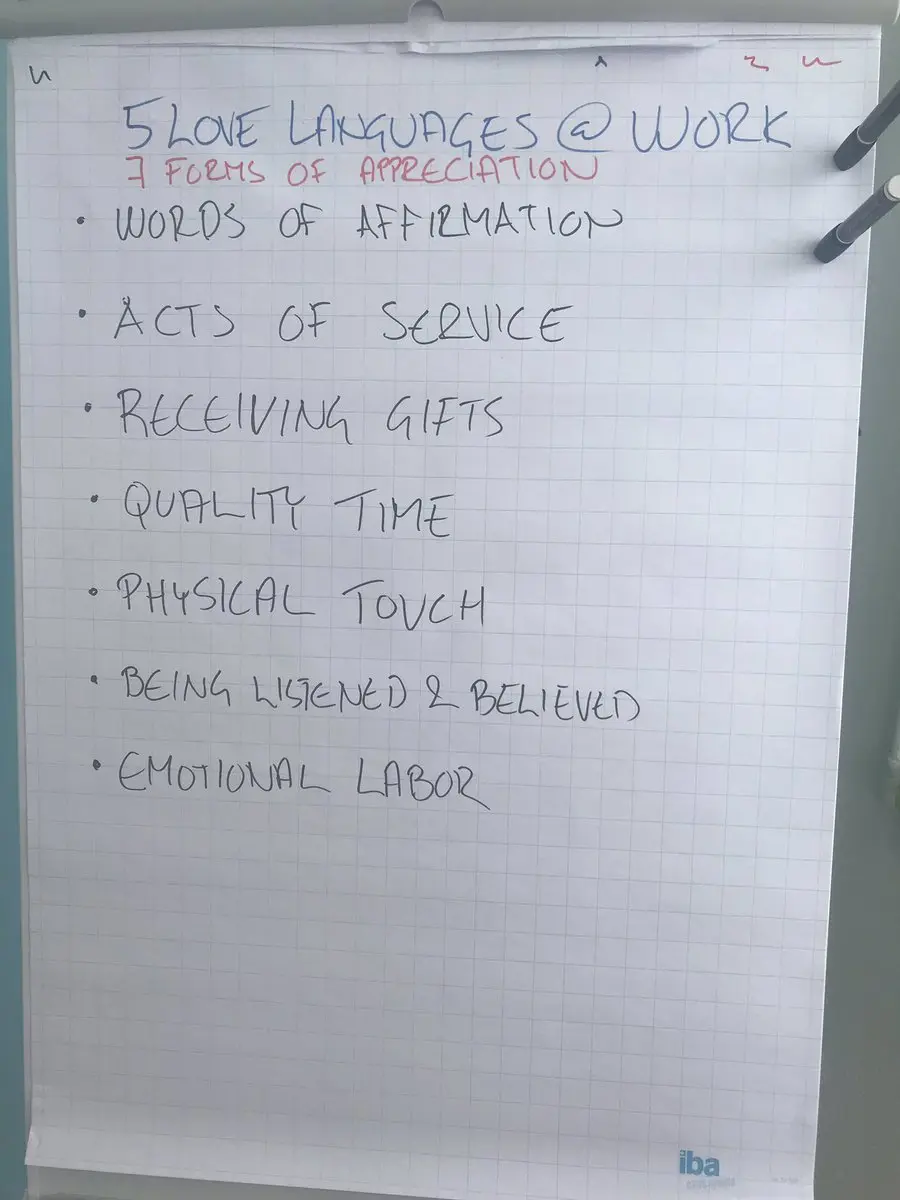 5 LOVE LANGUAGES @ WORK
7 FORMS OF APPRECIATION
• WORDS OF AFFIRMATION
• ACTS OF SERVICE
• RECEIVING GIFTS
• QUALITY TIME
• PHYSICAL TOUCH
• BEING LISTENED & BELIEVED
• EMOTIONAL LABOR
iba